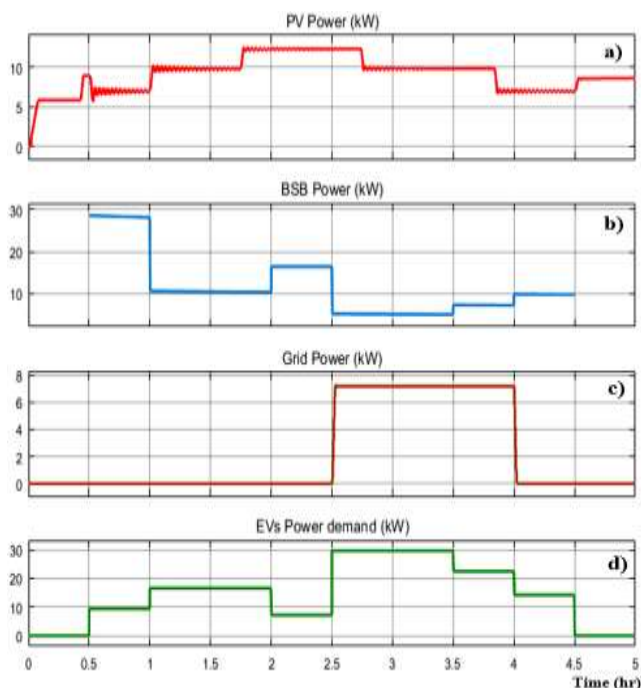 PV Power (kW)
a)
10
5
0
BSB Power (kW)
b)
30
20
10
Grid Power (kW)
c)
8
6
4
2
0
EVs Power demand (kW)
d)
30
20
10
0
0 0.5 1 1.5 2 2.5 3 3.5 4 4.5 5
Time (hr)